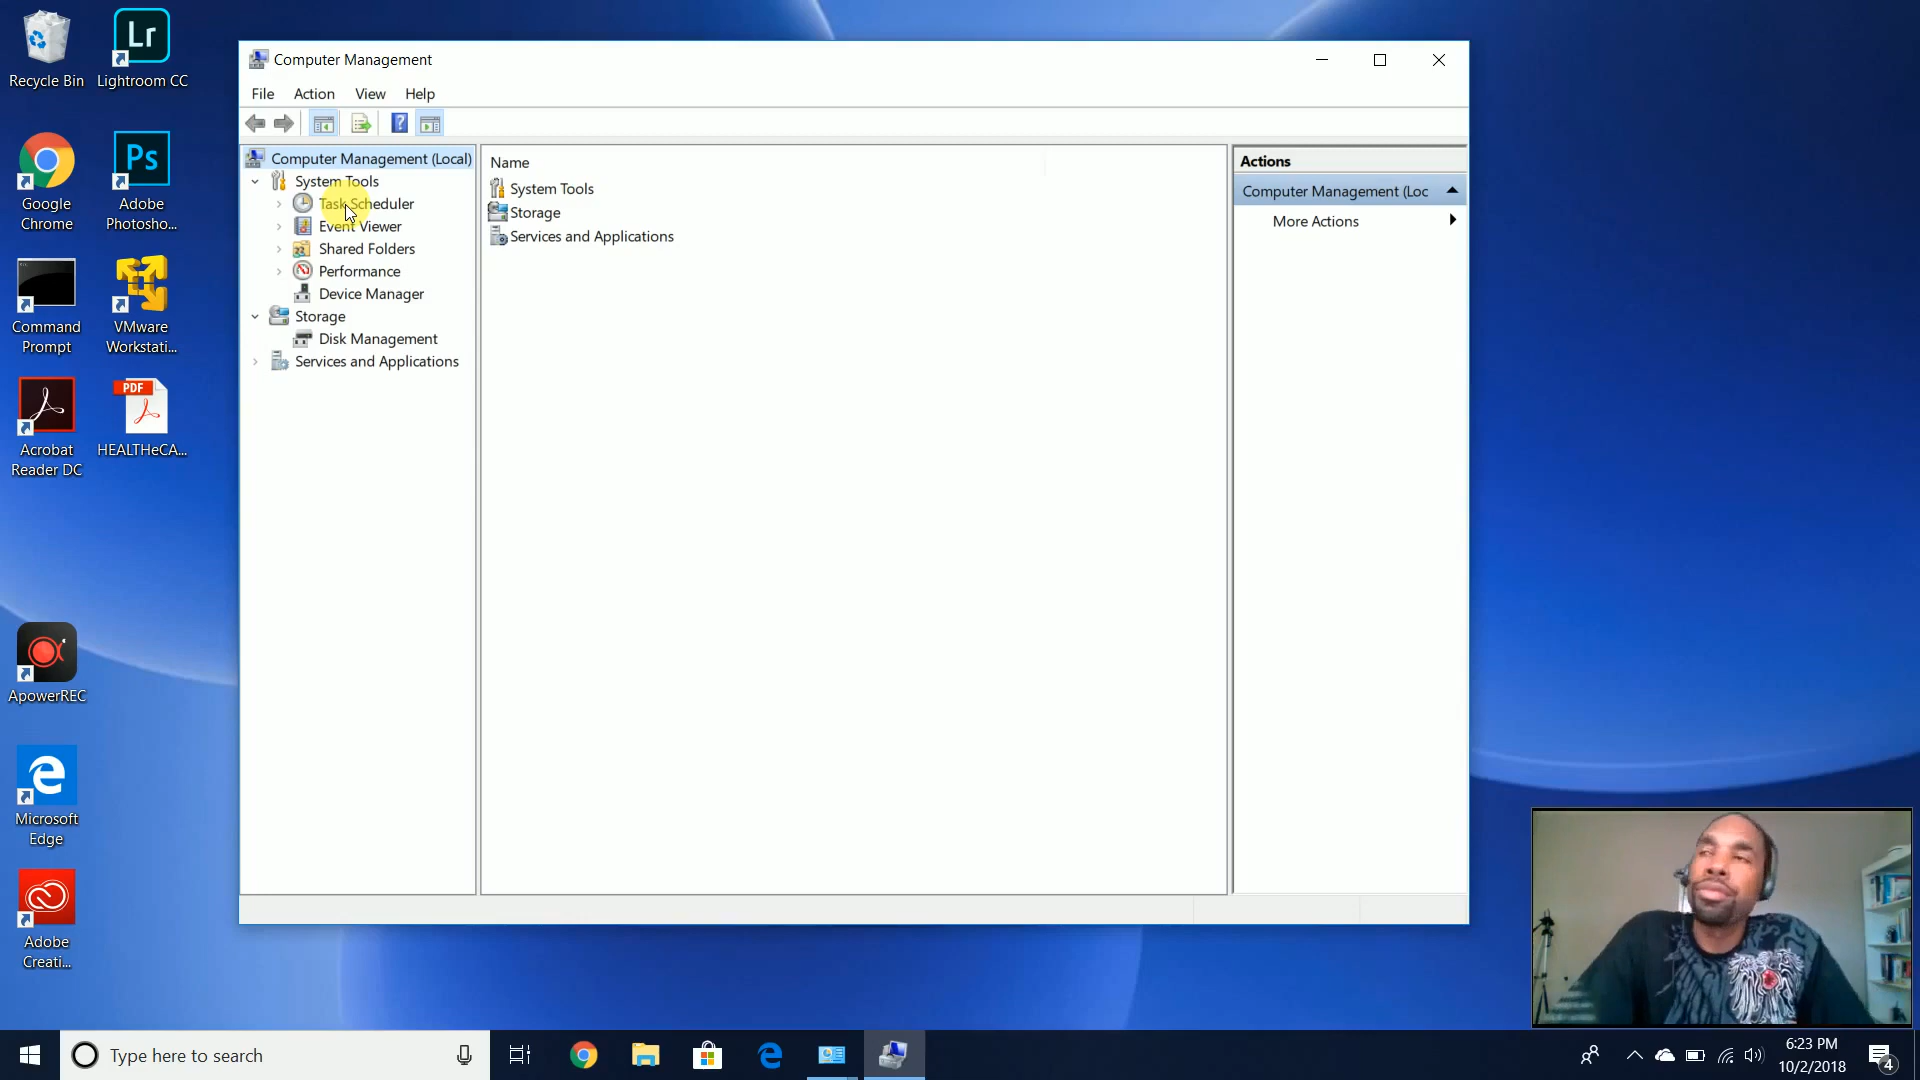 Recycle Bin
Lightroom CC
Lr
Google
Chrome
Ps
Adobe
Photosho...
Command
Prompt
VMware
Workstati...
Acrobat
Reader DC
PDF
HEALTHeCA...
ApowerREC
Microsoft
Edge
Adobe
Creati...
Computer Management
File Action View Help
Computer Management (Local)
System Tools
Task Scheduler
Event Viewer
Shared Folders
Performance
Device Manager
Storage
Disk Management
Services and Applications
Name
System Tools
Storage
Services and Applications
Actions
Computer Management (Loc
More Actions
Type here to search
6:23 PM
10/2/2018
4